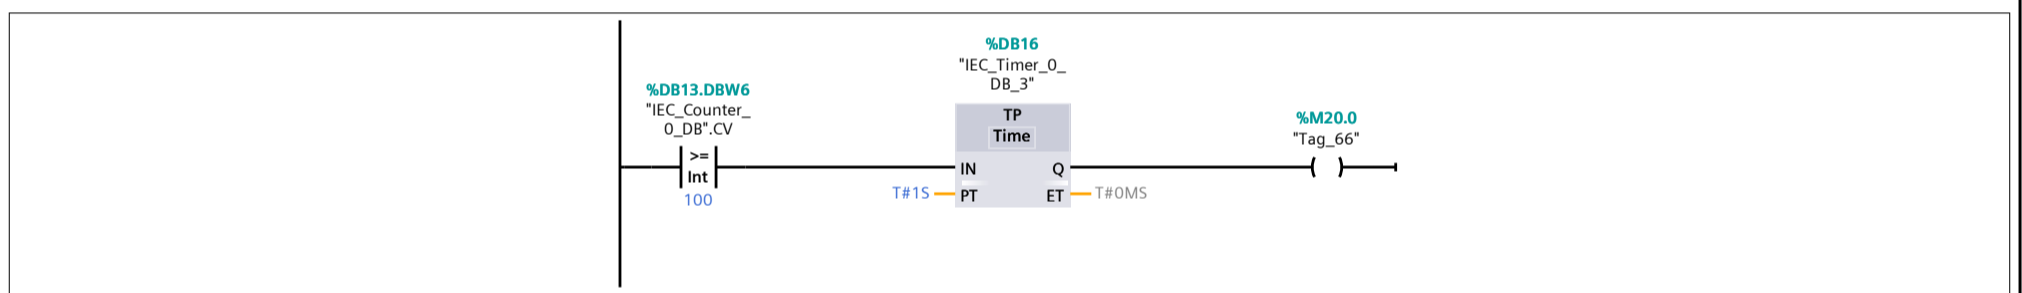 %DB16
"IEC_Timer_0_
DB_3"
%DB13.DBW6
"IEC_Counter_
0_DB".CV
>=
Int
100
TP
Time
IN
Q
T#1S
PT
ET
T#0MS
%M20.0
"Tag_66"
( )